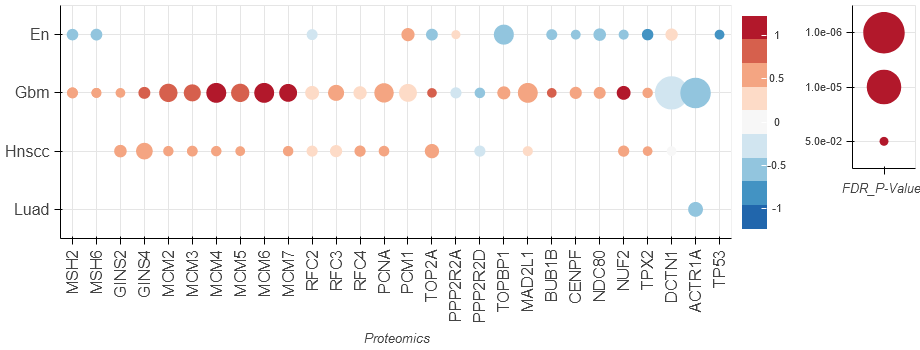 En
Gbm
Hnscc
Luad
MSH2
MSH6
GINS2
GINS4
MCM2
MCM3
MCM4
MCM5
MCM6
MCM7
RFC2
RFC3
RFC4
PCNA
PCM1
TOP2A
PPP2R2A
PPP2R2D
TOPBP1
MAD2L1
BUB1B
CENPF
NDC80
NUF2
TPX2
DCTN1
ACTR1A
TP53
Proteomics
1
0.5
0
-0.5
-1
1.0e-06
1.0e-05
5.0e-02
FDR_P-Value